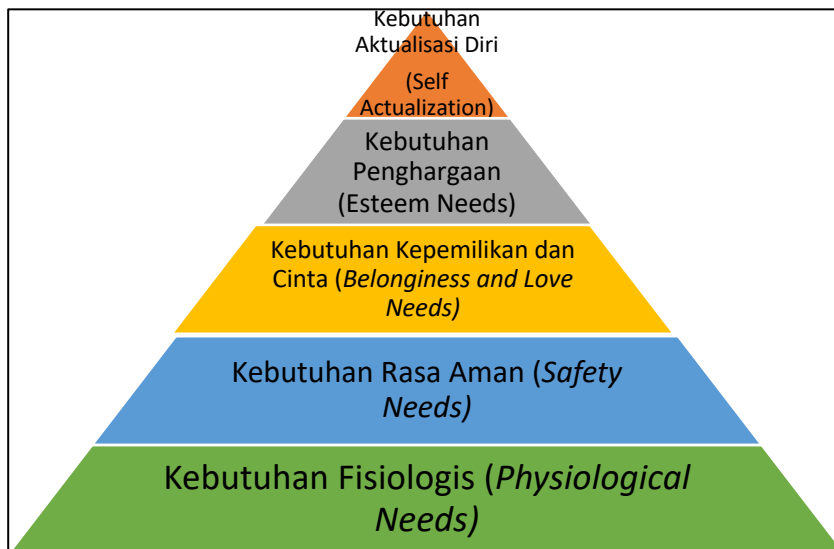 Kebutuhan
Aktualisasi Diri
(Self
Actualization)
Kebutuhan
Penghargaan
(Esteem Needs)
Kebutuhan Kepemilikan dan
Cinta (Belonginess and Love
Needs)
Kebutuhan Rasa Aman (Safety
Needs)
Kebutuhan Fisiologis (Physiological
Needs)